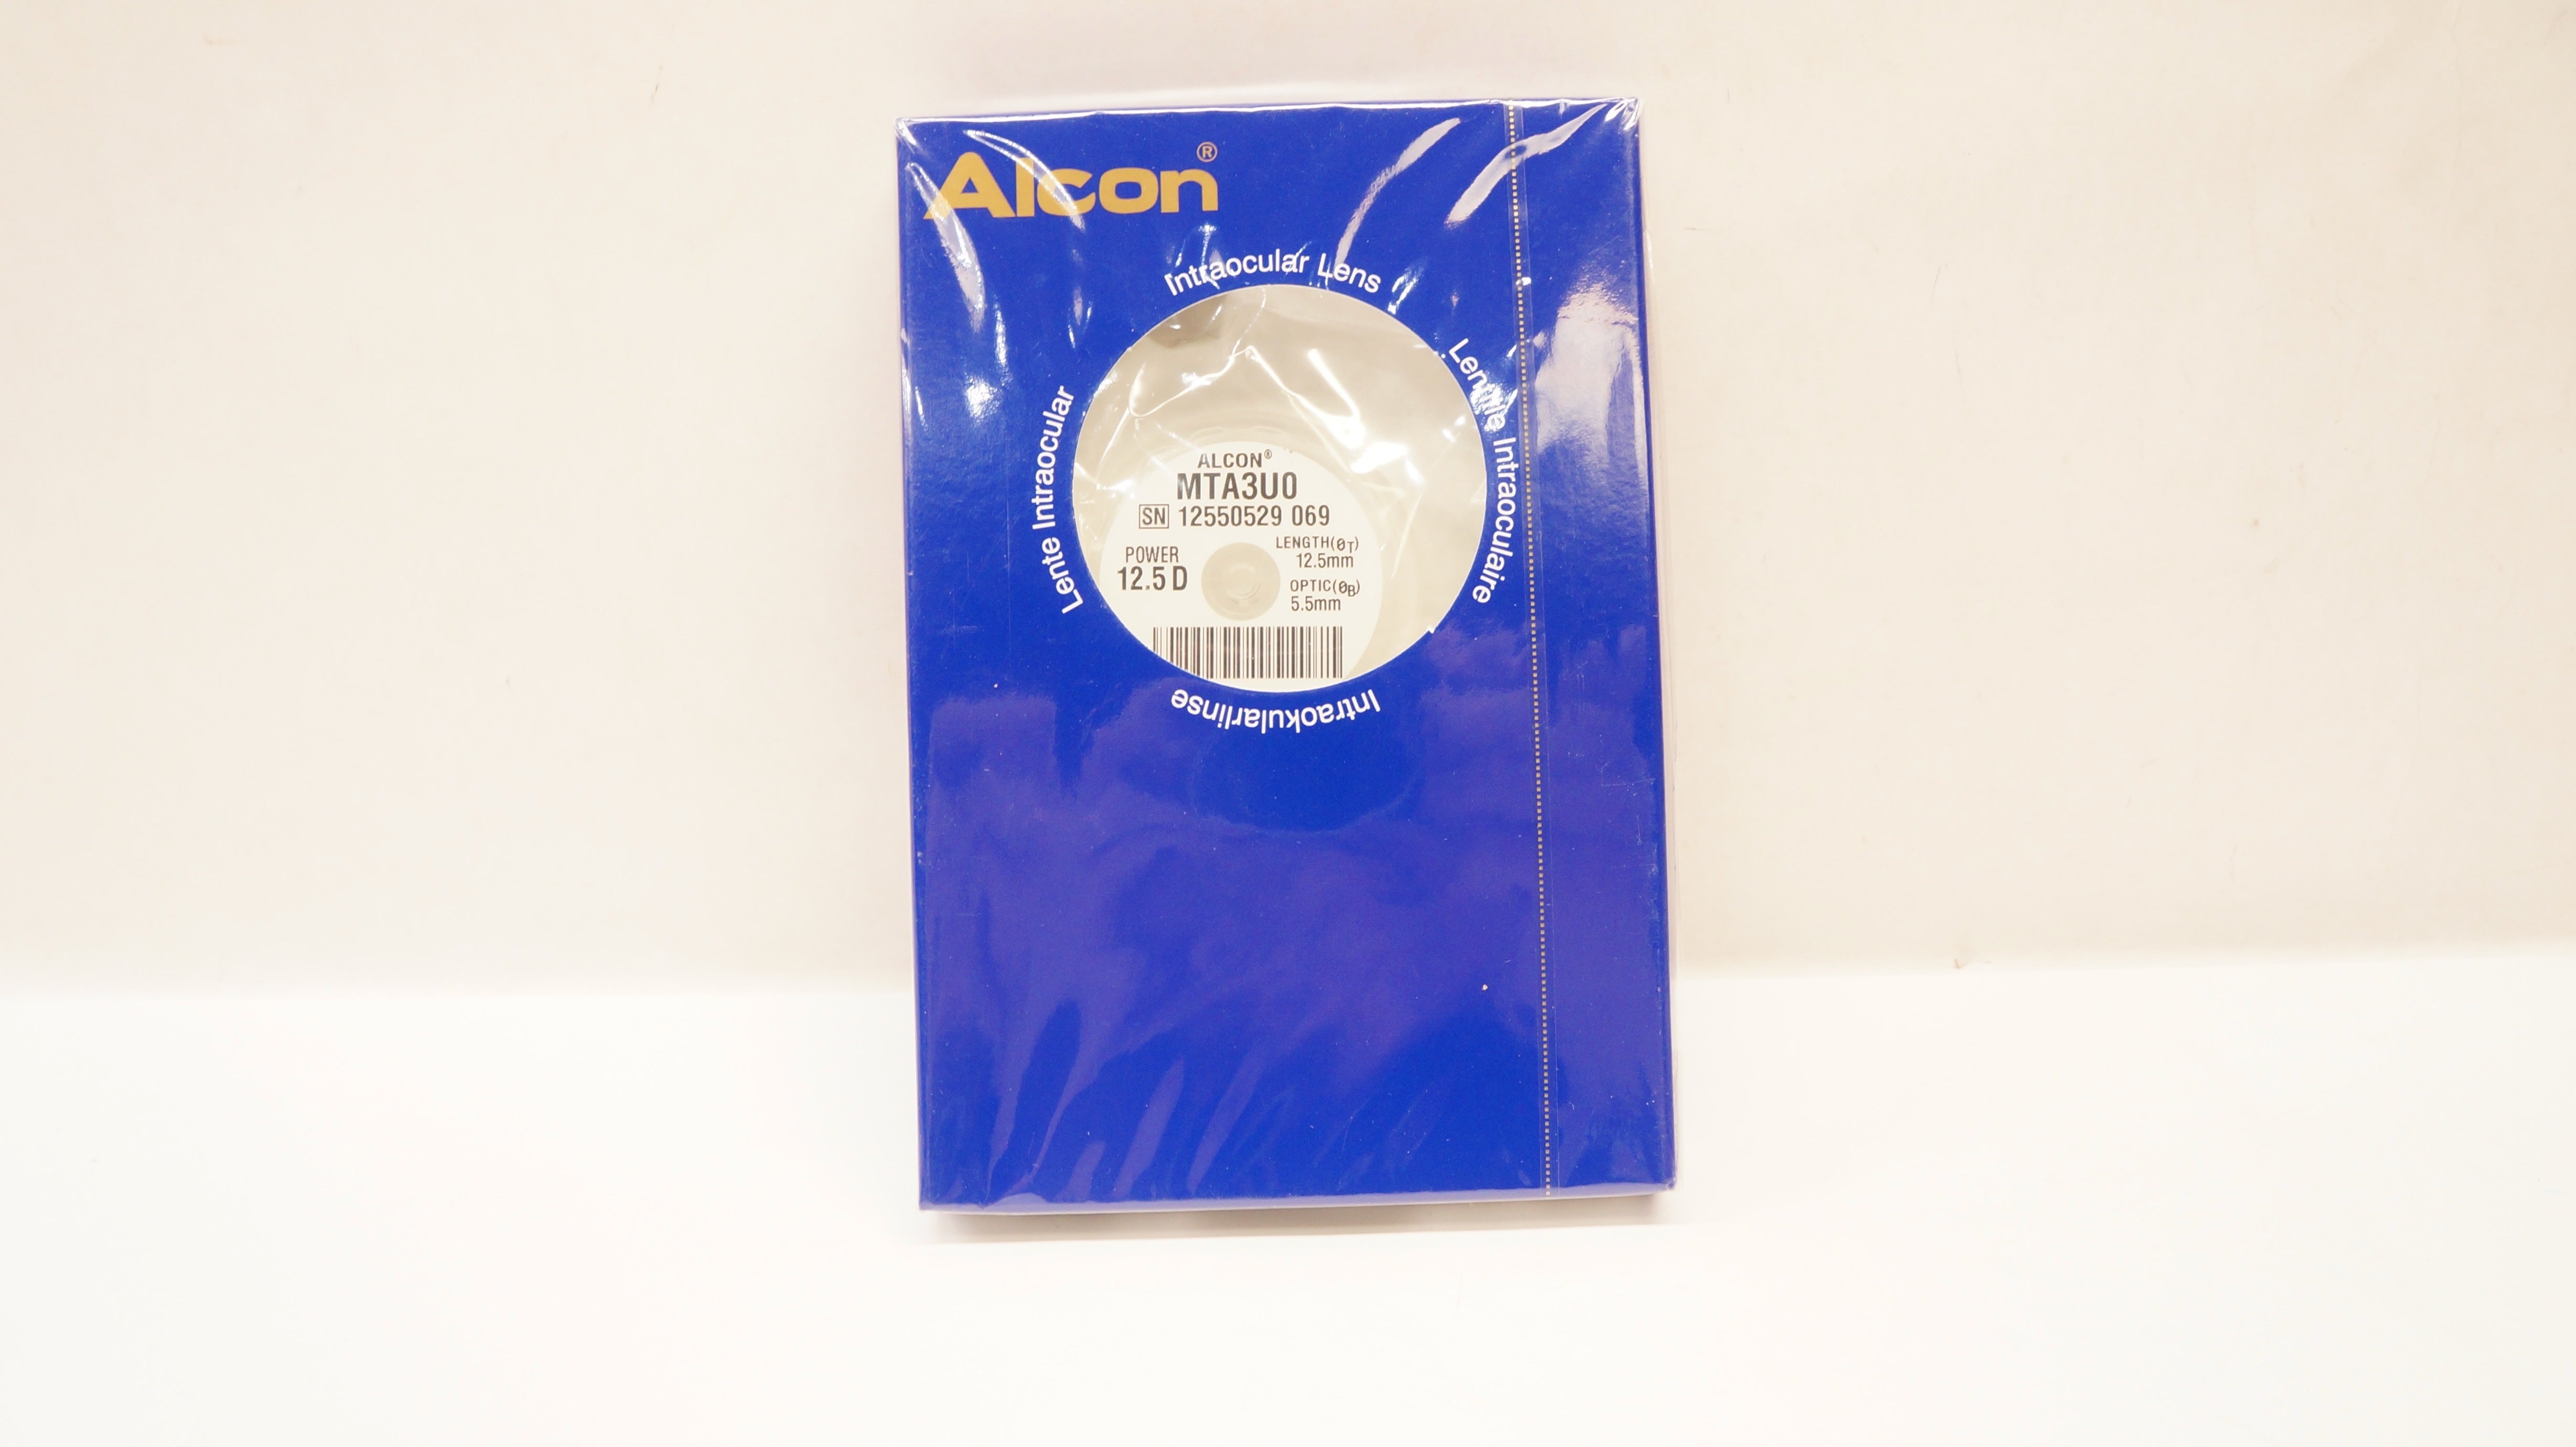 Alcon®
Intraocular Lens
Lentille Intraoculaire
Lente Intraocular
ALCON®
MTA3U0
SN 12550529 069
POWER
12.5 D
LENGTH(ØT)
12.5mm
OPTIC(ØB)
5.5mm
Intraokularlinse